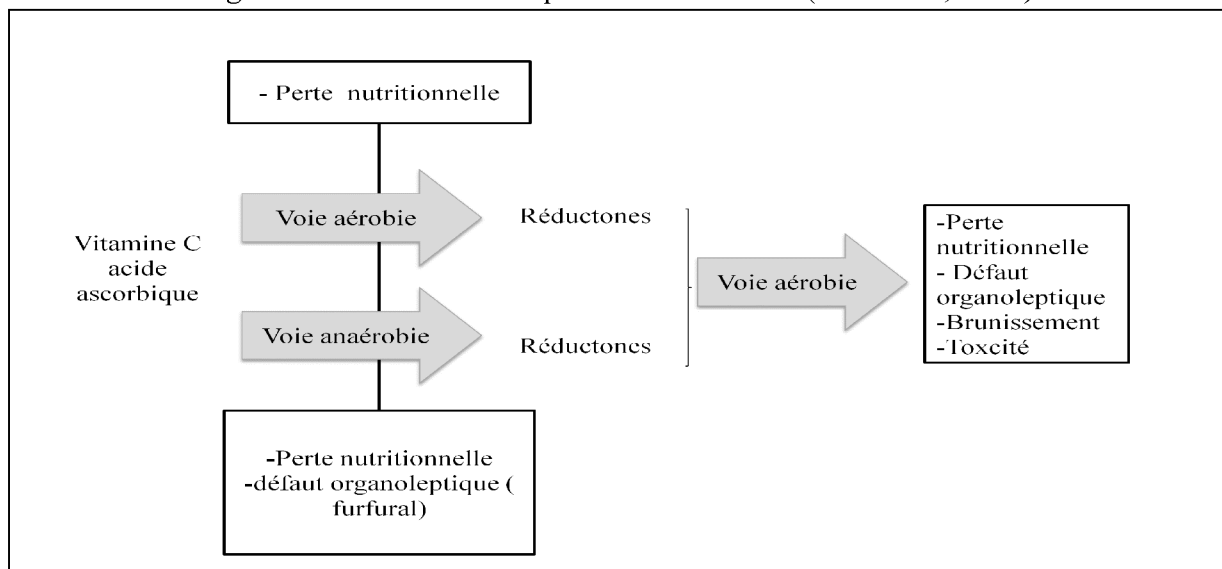 - Perte nutritionnelle
Voie aérobie
Réductones
Vitamine C
acide
ascorbique
Voie anaérobie
Réductones
Voie aérobie
-Perte
nutritionnelle
- Défaut
organoleptique
-Brunissement
-Toxcité
-Perte nutritionnelle
-défaut organoleptique (
furfural)